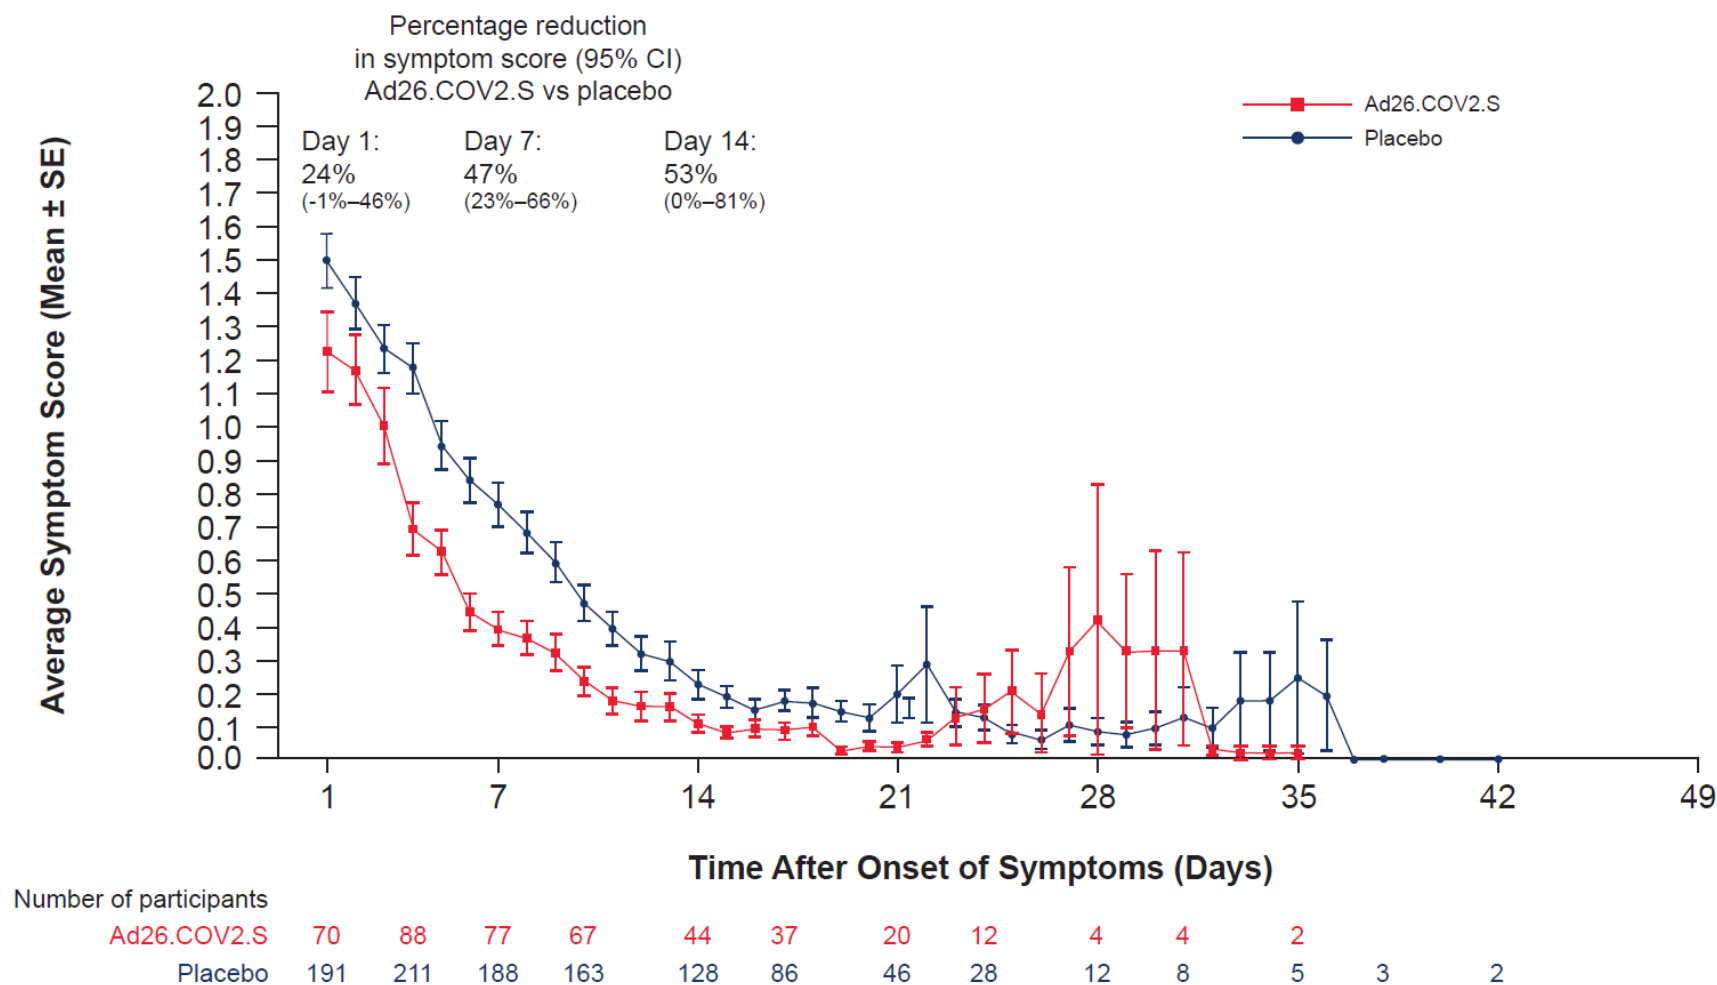 Percentage reduction
in symptom score (95% CI)
Ad26.COV2.S vs placebo
Day 1: Day 7: Day 14:
24% 47% 53%
(-1%–46%) (23%–66%) (0%–81%)
Ad26.COV2.S
Placebo
Average Symptom Score (Mean ± SE)
2.0
1.9
1.8
1.7
1.6
1.5
1.4
1.3
1.2
1.1
1.0
0.9
0.8
0.7
0.6
0.5
0.4
0.3
0.2
0.1
0.0
1 7 14 21 28 35 42 49
Time After Onset of Symptoms (Days)
Number of participants
Ad26.COV2.S 70 88 77 67 44 37 20 12 4 4 2
Placebo 191 211 188 163 128 86 46 28 12 8 5 3 2